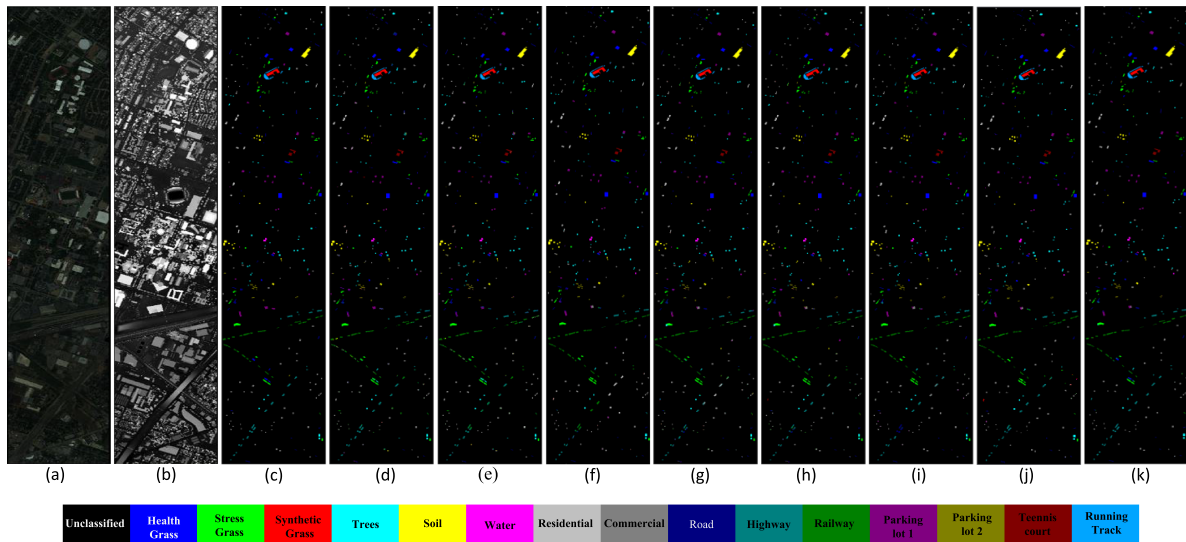 (a) (b) (c) (d) (e) (f) (g) (h) (i) (j) (k)
Unclassified Health Grass Stress Grass Synthetic Grass Trees Soil Water Residential Commercial Road Highway Railway Parking lot 1 Parking lot 2 Teennis court Running Track